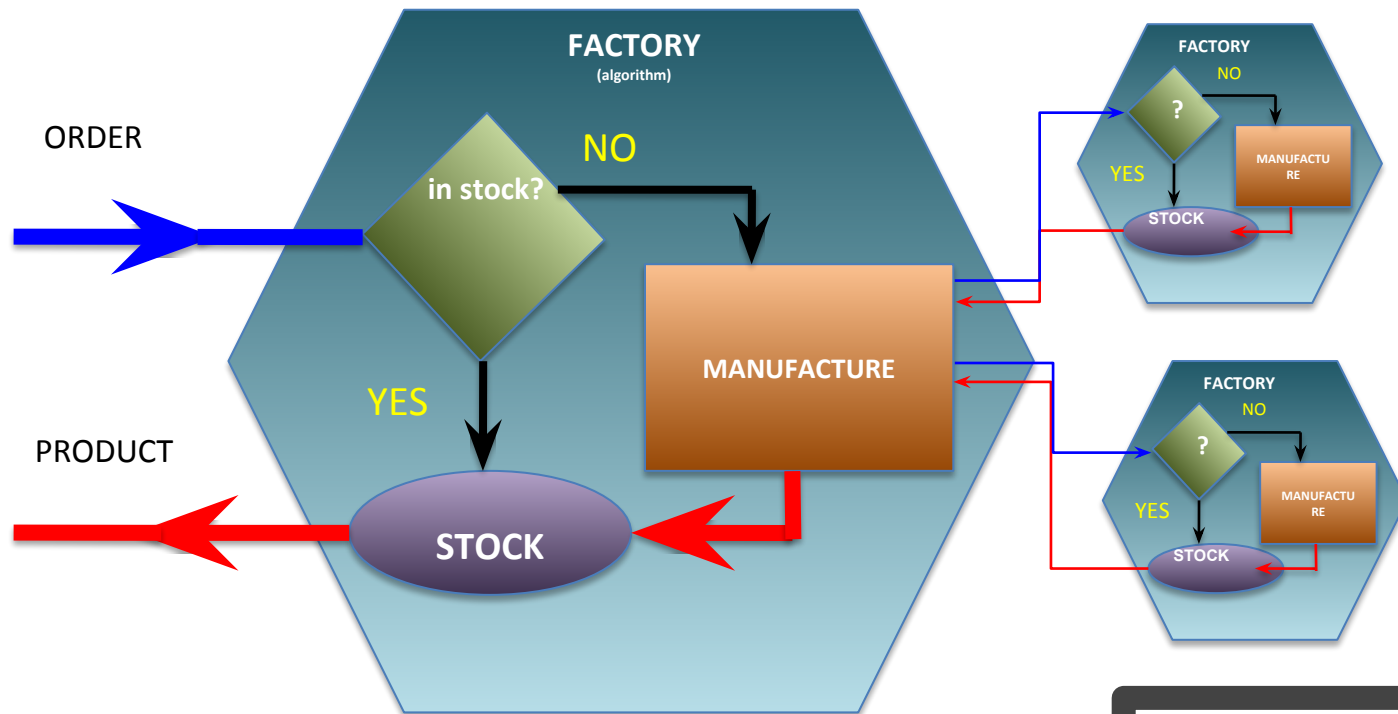 FACTORY
(algorithm)
ORDER
NO
in stock?
MANUFACTURE
YES
PRODUCT
STOCK
FACTORY
NO
?
MANUFACTU
RE
YES
STOCK
FACTORY
NO
?
MANUFACTU
RE
YES
STOCK